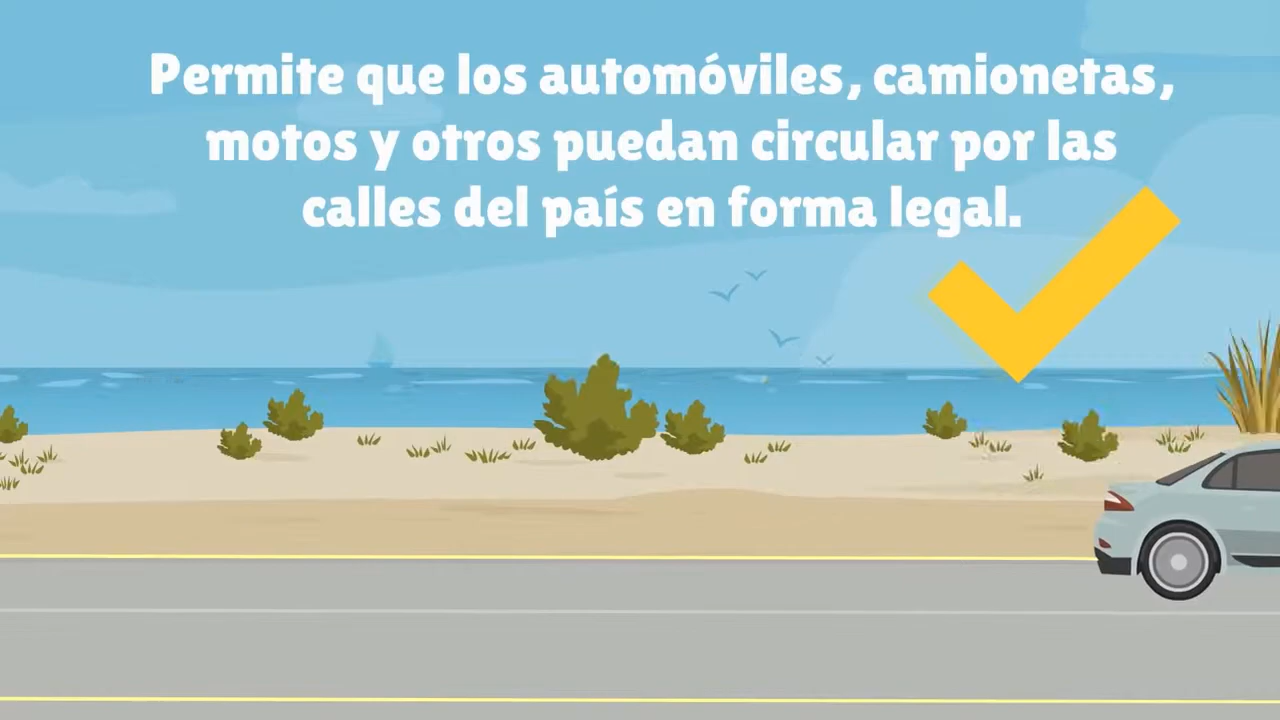 Permite que los automóviles, camionetas,
motos y otros puedan circular por las
calles del país en forma legal.